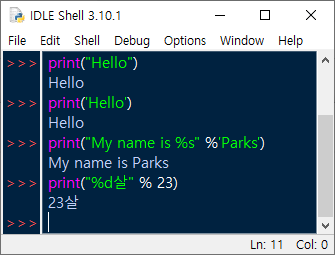 IDLE Shell 3.10.1
File Edit Shell Debug Options Window Help
>>> print("Hello")
Hello
>>> print('Hello')
Hello
>>> print("My name is %s" %'Parks')
My name is Parks
>>> print("%d살" % 23)
23살
>>>
Ln: 11 Col: 0